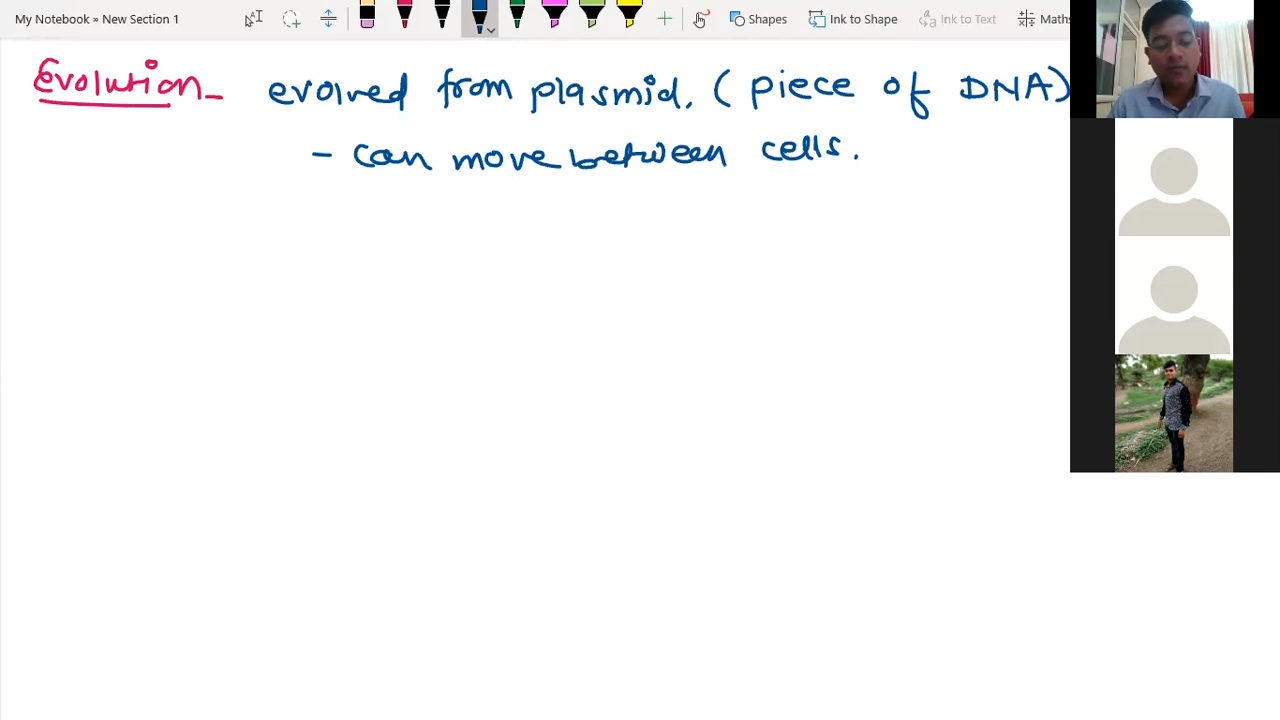 My Notebook » New Section 1
Shapes
Ink to Shape
Ink to Text
Maths
Evolution - evolved from plasmid. (piece of DNA)
- can move between cells.